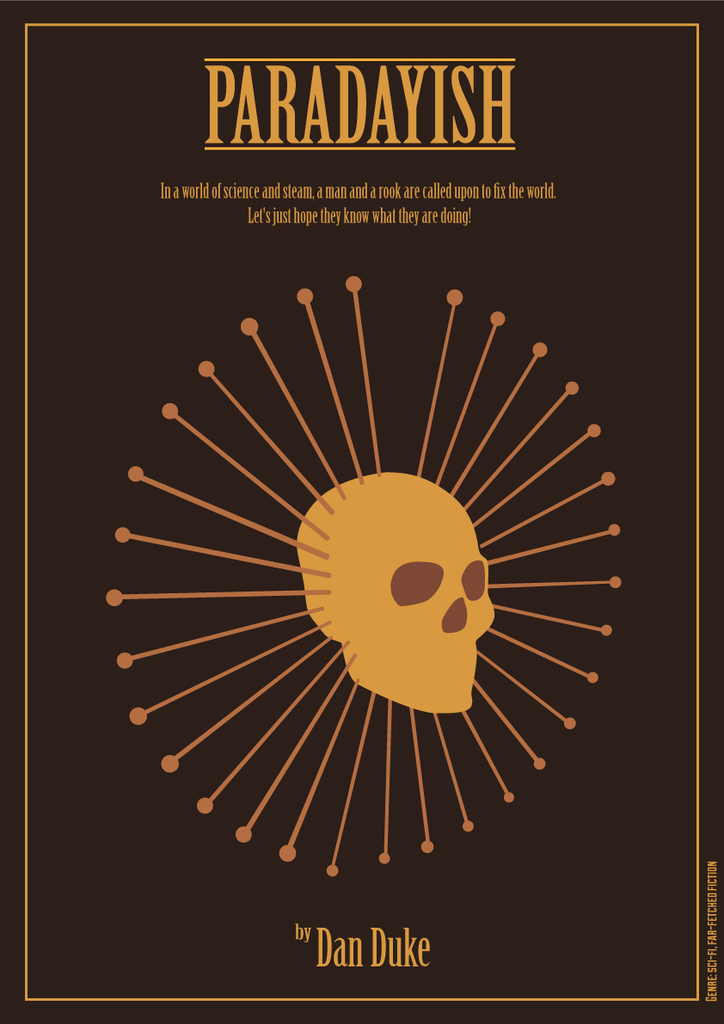 PARADAYISH
In a world of science and steam, a man and a rook are called upon to fix the world.
Let's just hope they know what they are doing!
by Dan Duke
Genre: Sci-Fi, Far-Fetched Fiction